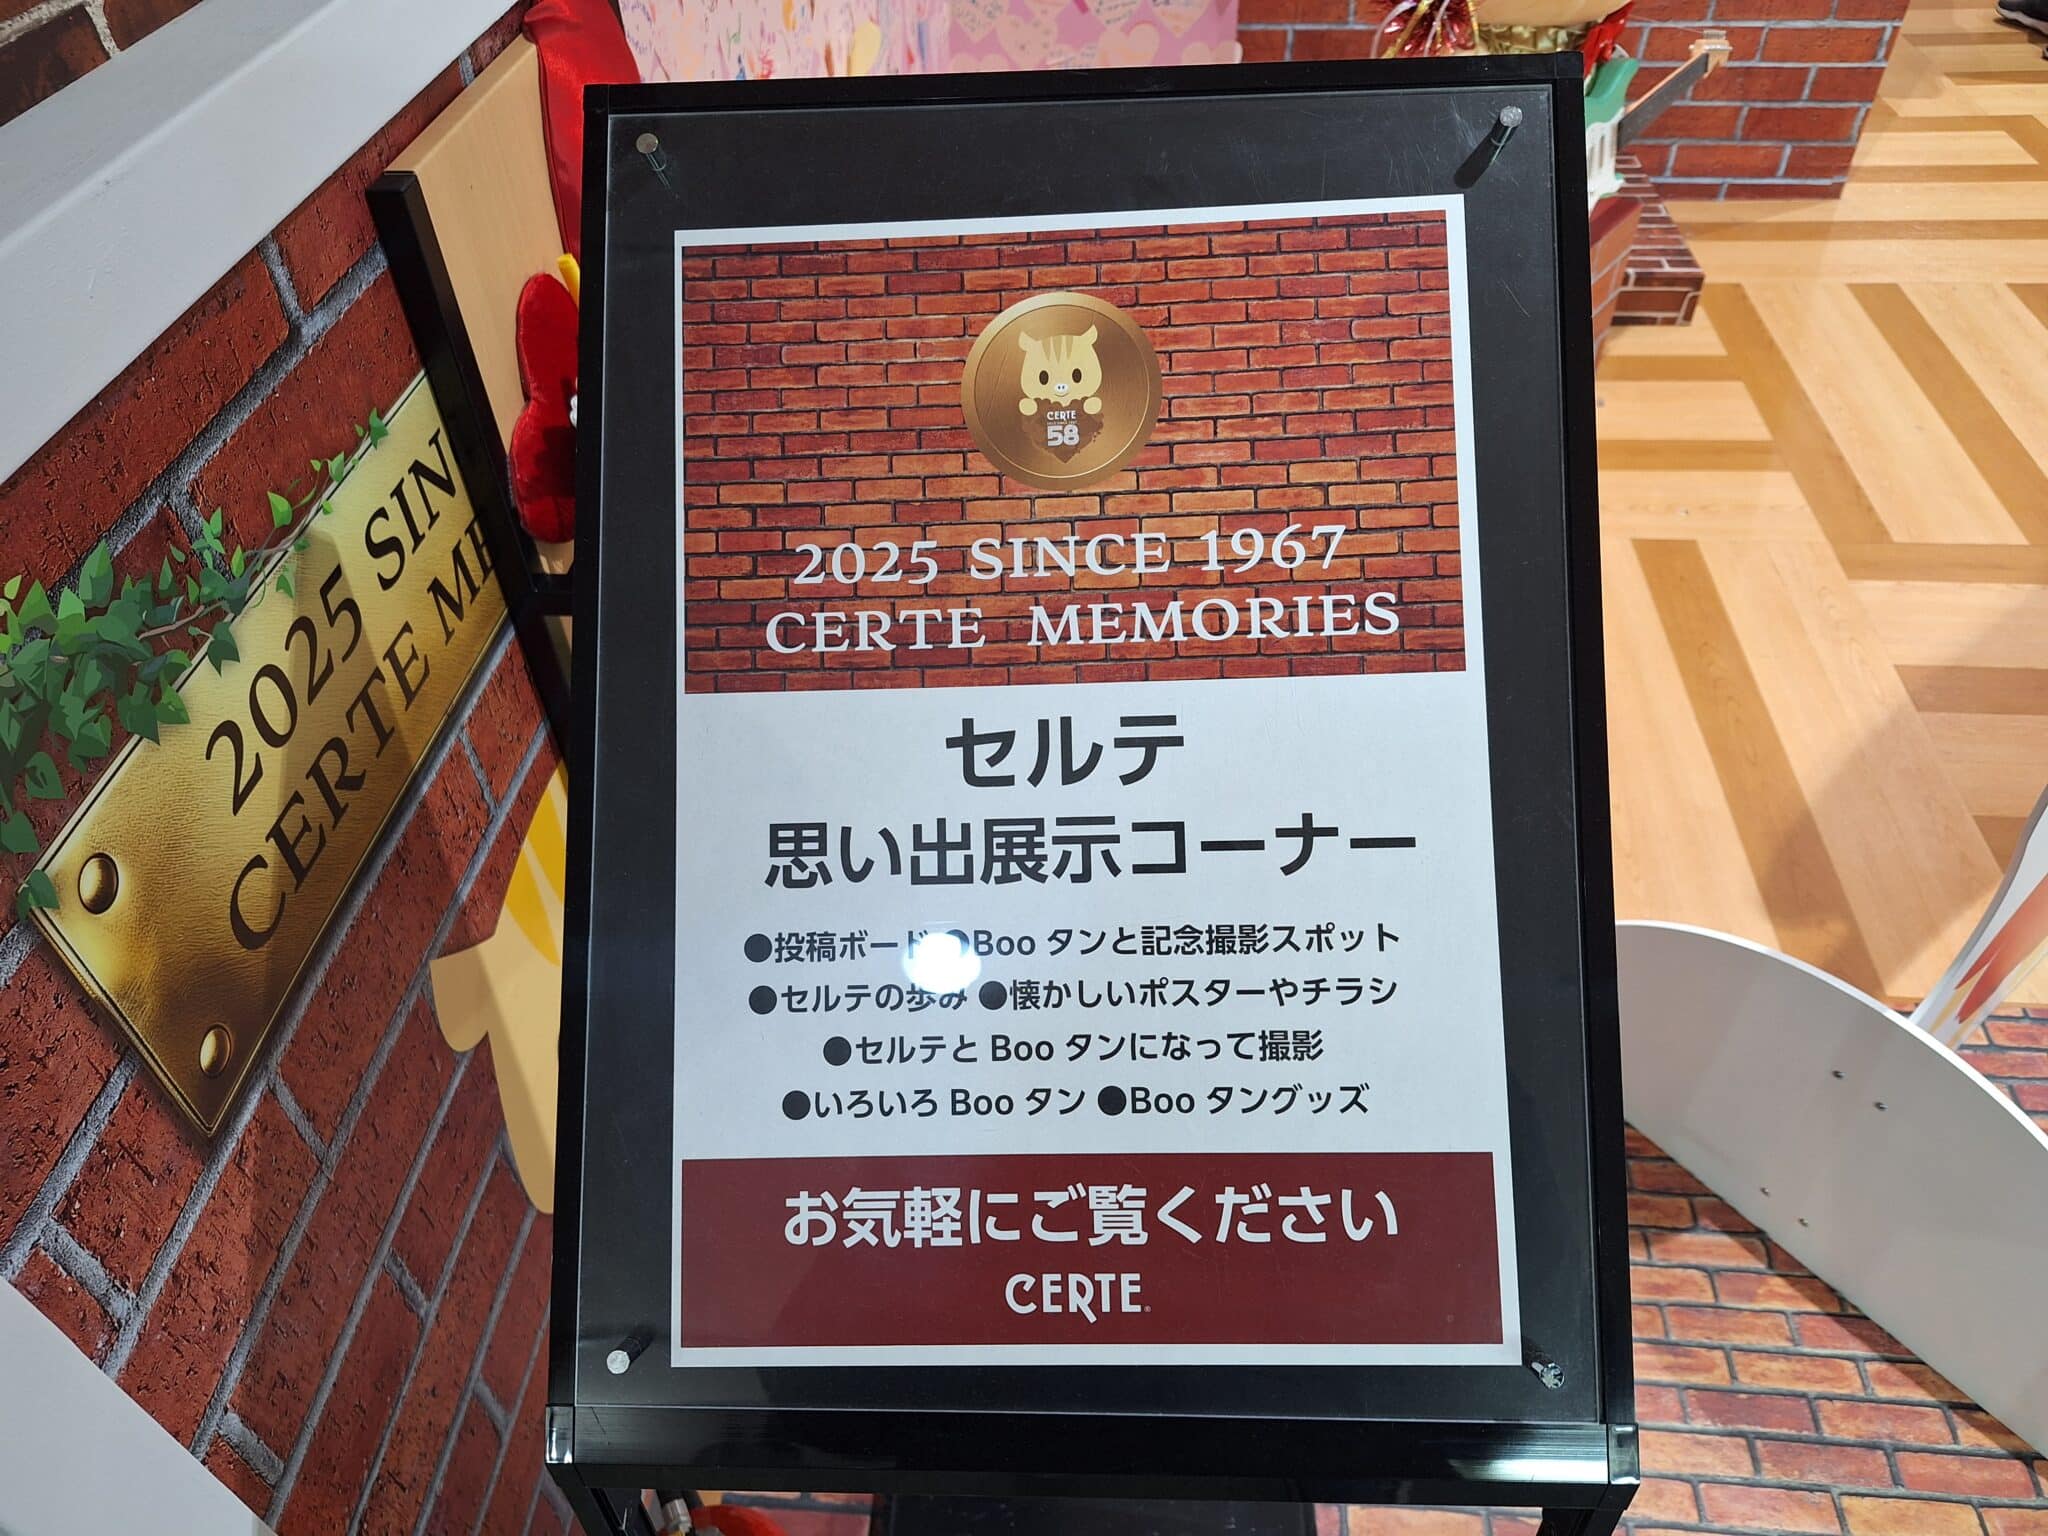 2025 SIN
CERTE ME
CERTE
58
2025 SINCE 1967
CERTE MEMORIES
セルテ
思い出展示コーナー
●投稿ボード ●Boo タンと記念撮影スポット
●セルテの歩み ●懐かしいポスターやチラシ
●セルテと Boo タンになって撮影
●いろいろ Boo タン ●Boo タングッズ
お気軽にご覧ください
CERTE